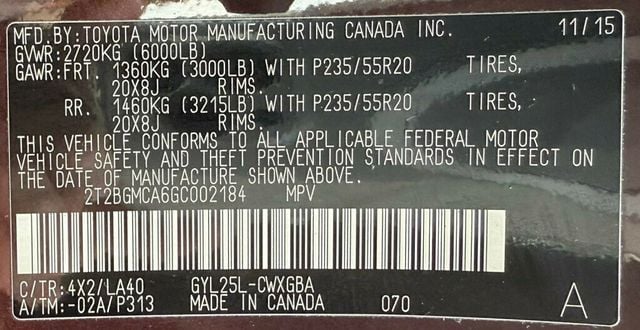 MFD.BY:TOYOTA MOTOR MANUFACTURING CANADA INC. 11/15
GVWR:2720KG (6000LB)
GAWR:FRT. 1360KG (3000LB) WITH P235/55R20 TIRES,
20X8J RIMS.
RR. 1460KG (3215LB) WITH P235/55R20 TIRES,
20X8J RIMS.
THIS VEHICLE CONFORMS TO ALL APPLICABLE FEDERAL MOTOR
VEHICLE SAFETY AND THEFT PREVENTION STANDARDS IN EFFECT ON
THE DATE OF MANUFACTURE SHOWN ABOVE.
2T2BGMCA6GC002184 MPV
C/TR:4X2/LA40 GYL25L-CWXGBA
A/TM:-02A/P313 MADE IN CANADA 070 A